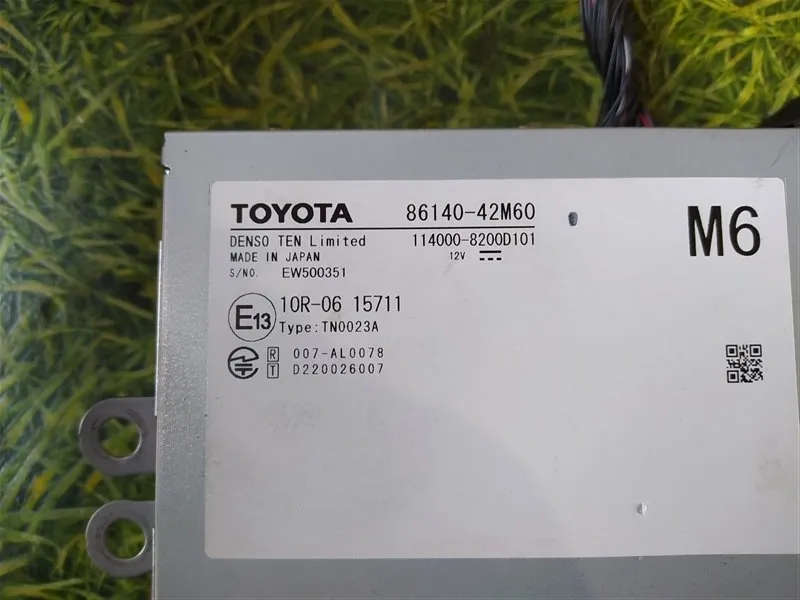 TOYOTA 86140-42M60
DENSO TEN Limited 114000-8200D101
MADE IN JAPAN 12V
S/NO. EW500351
M6
E13 10R-06 15711
Type:TN0023A
R 007-AL0078
T D220026007